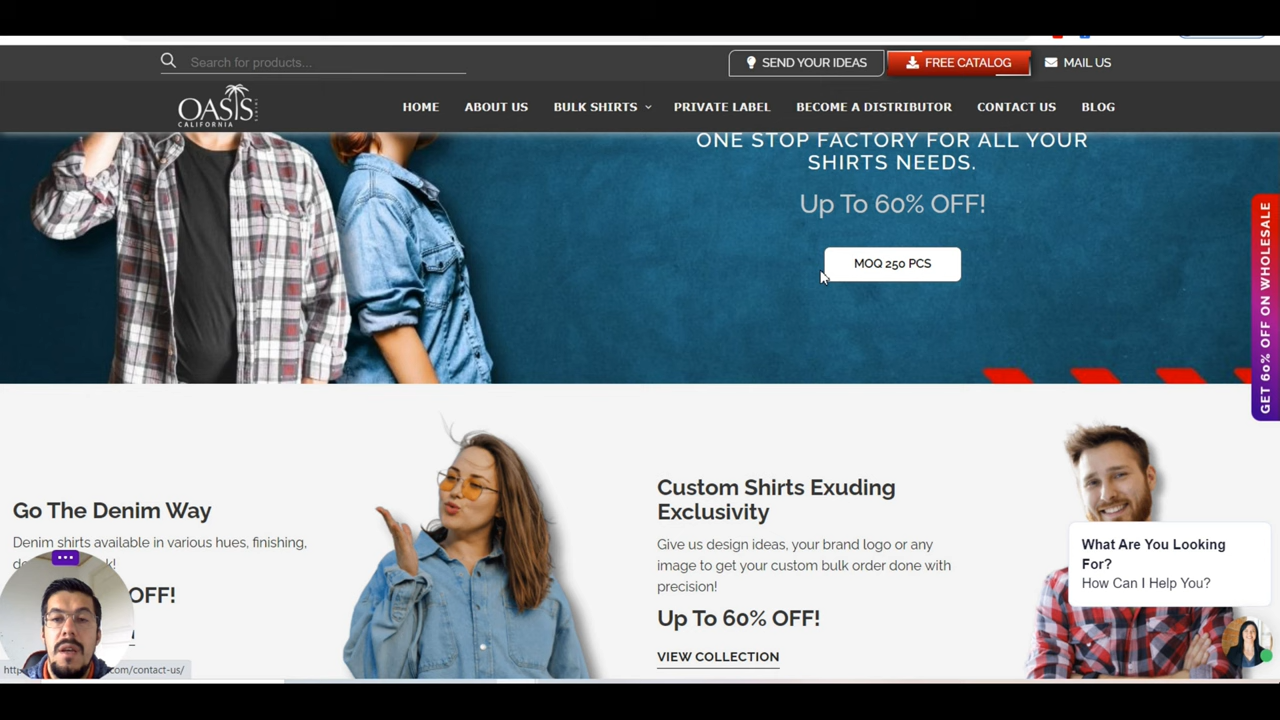 Search for products...
SEND YOUR IDEAS
FREE CATALOG
MAIL US
OASIS
CALIFORNIA
HOME
ABOUT US
BULK SHIRTS
PRIVATE LABEL
BECOME A DISTRIBUTOR
CONTACT US
BLOG
ONE STOP FACTORY FOR ALL YOUR
SHIRTS NEEDS.
Up To 60% OFF!
MOQ 250 PCS
GET 60% OFF ON WHOLESALE
Go The Denim Way
Denim shirts available in various hues, finishing,
OFF!
Custom Shirts Exuding
Exclusivity
Give us design ideas, your brand logo or any
image to get your custom bulk order done with
precision!
Up To 60% OFF!
VIEW COLLECTION
What Are You Looking
For?
How Can I Help You?
.com/contact-us/